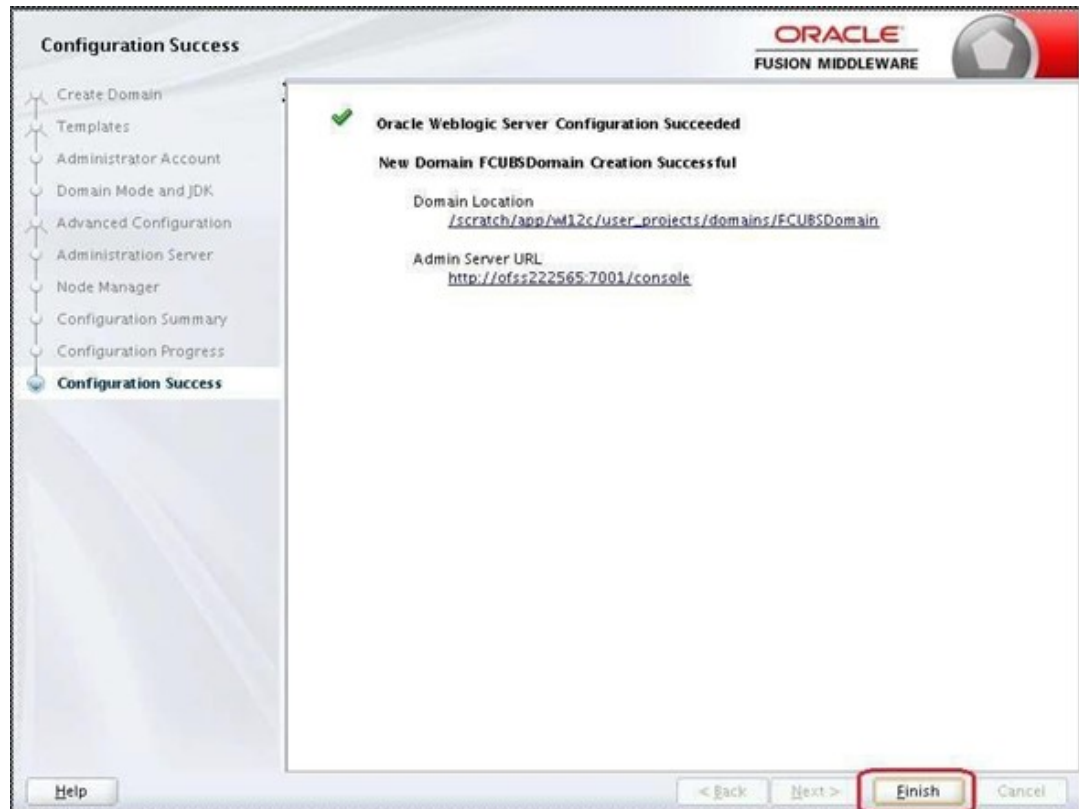 Configuration Success
ORACLE
FUSION MIDDLEWARE
Create Domain
Templates
Administrator Account
Domain Mode and JDK
Advanced Configuration
Administration Server
Node Manager
Configuration Summary
Configuration Progress
Configuration Success
Oracle Weblogic Server Configuration Succeeded
New Domain FCUBSDomain Creation Successful
Domain Location
/scratch/app/wl12c/user_projects/domains/FCUBSDomain
Admin Server URL
http://ofss222565:7001/console
Help
< Back
Next >
Finish
Cancel